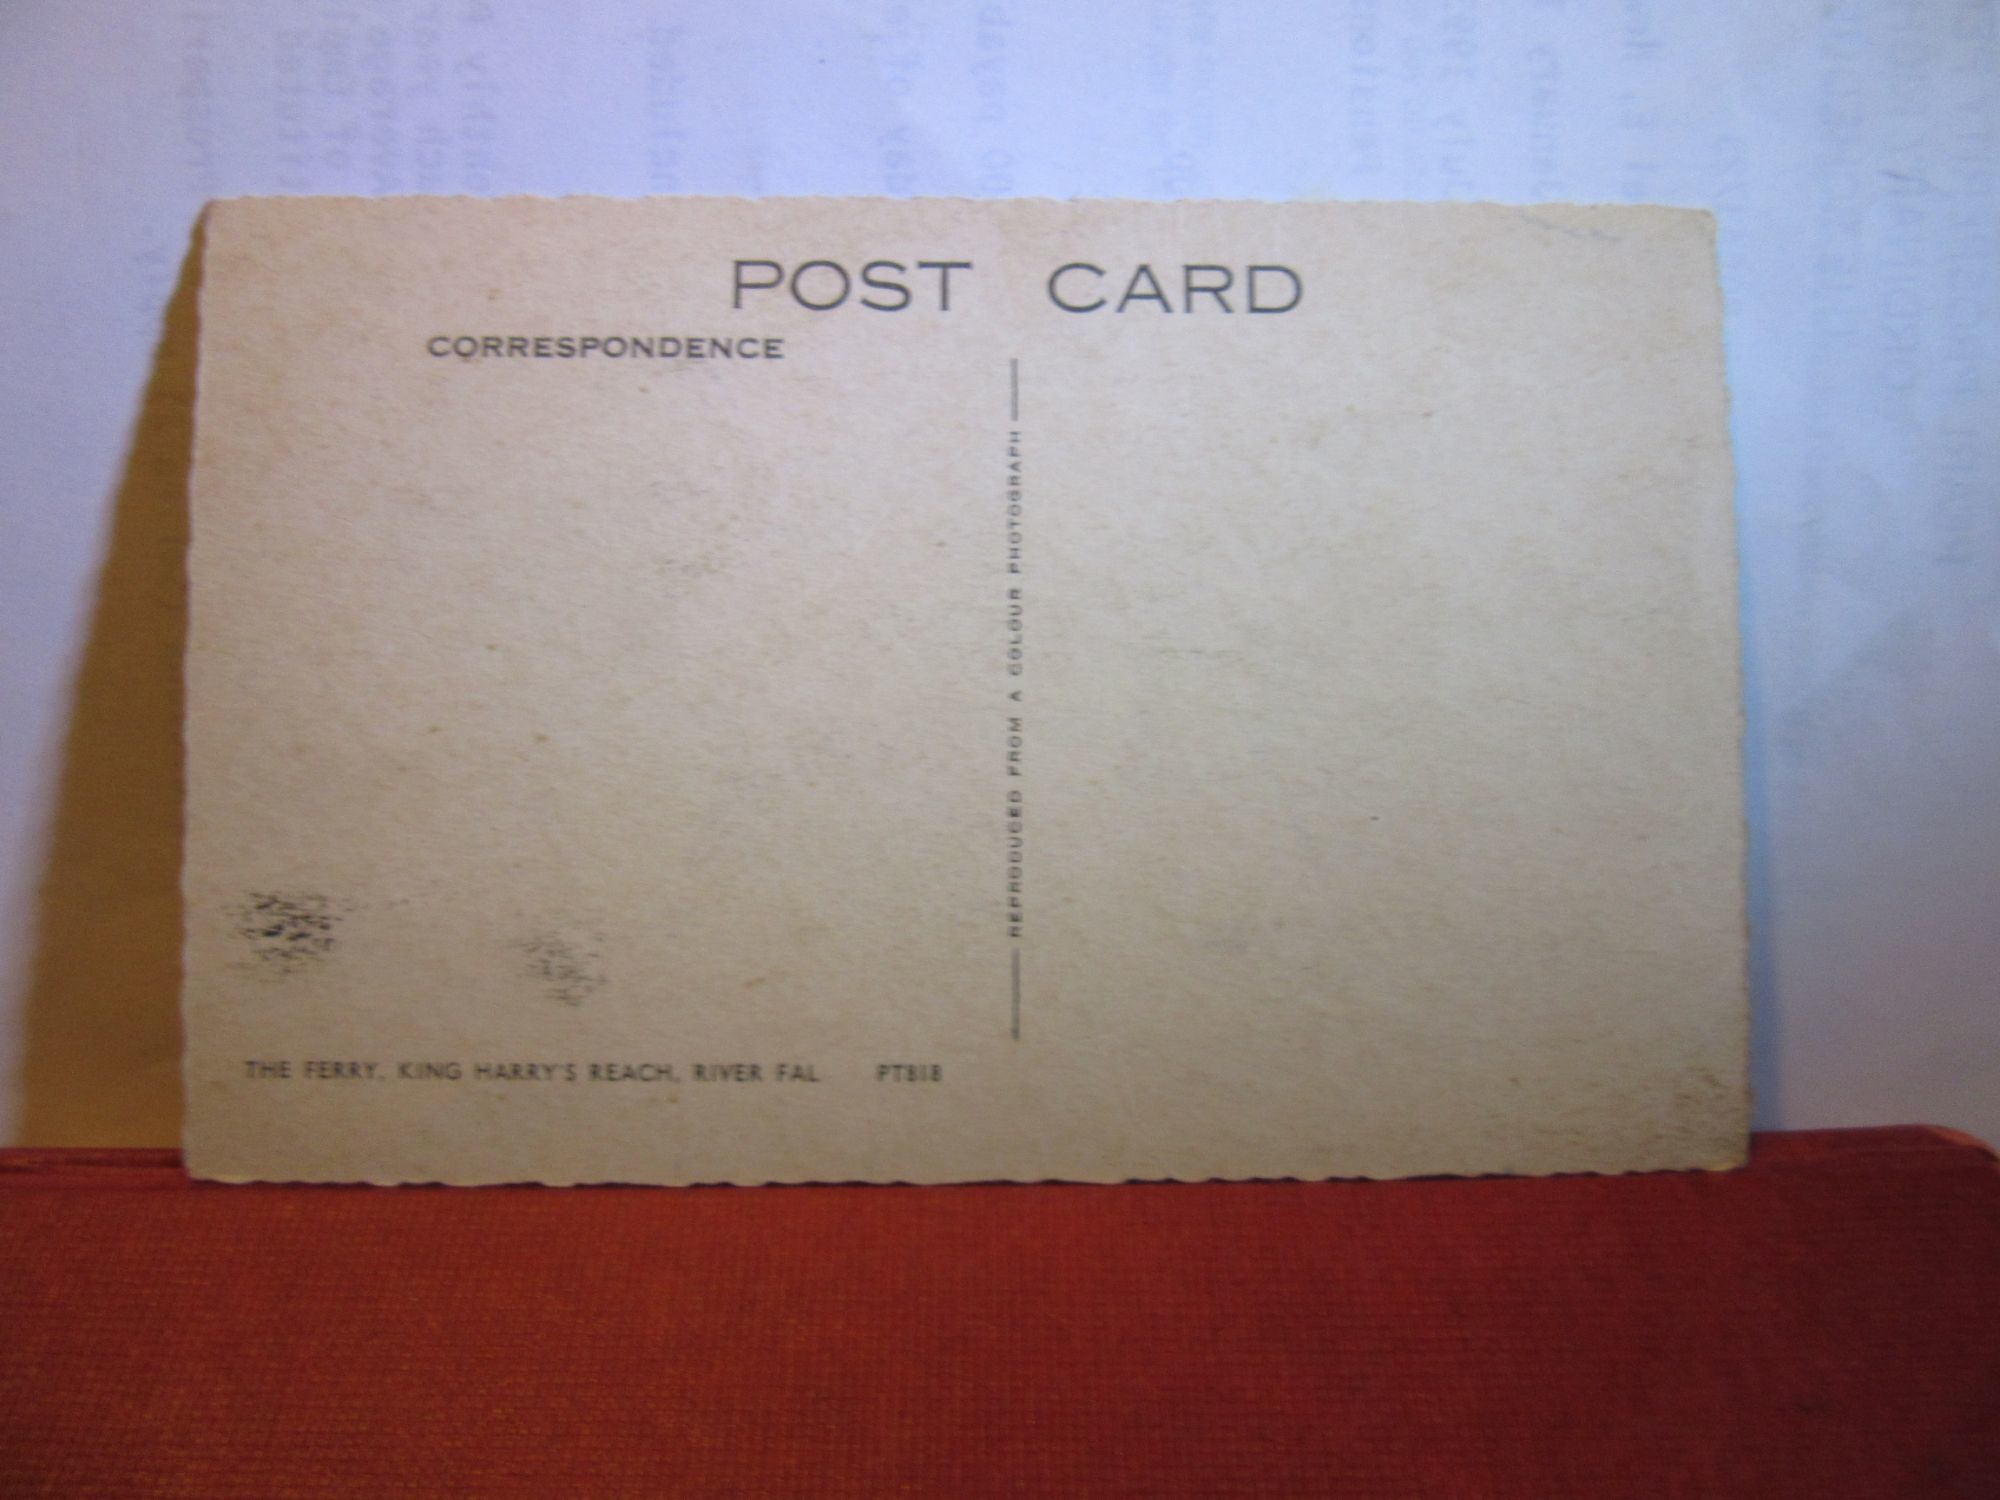 POST CARD
CORRESPONDENCE
REPRODUCED FROM A COLOUR PHOTOGRAPH
THE FERRY, KING HARRY'S REACH, RIVER FAL PT818